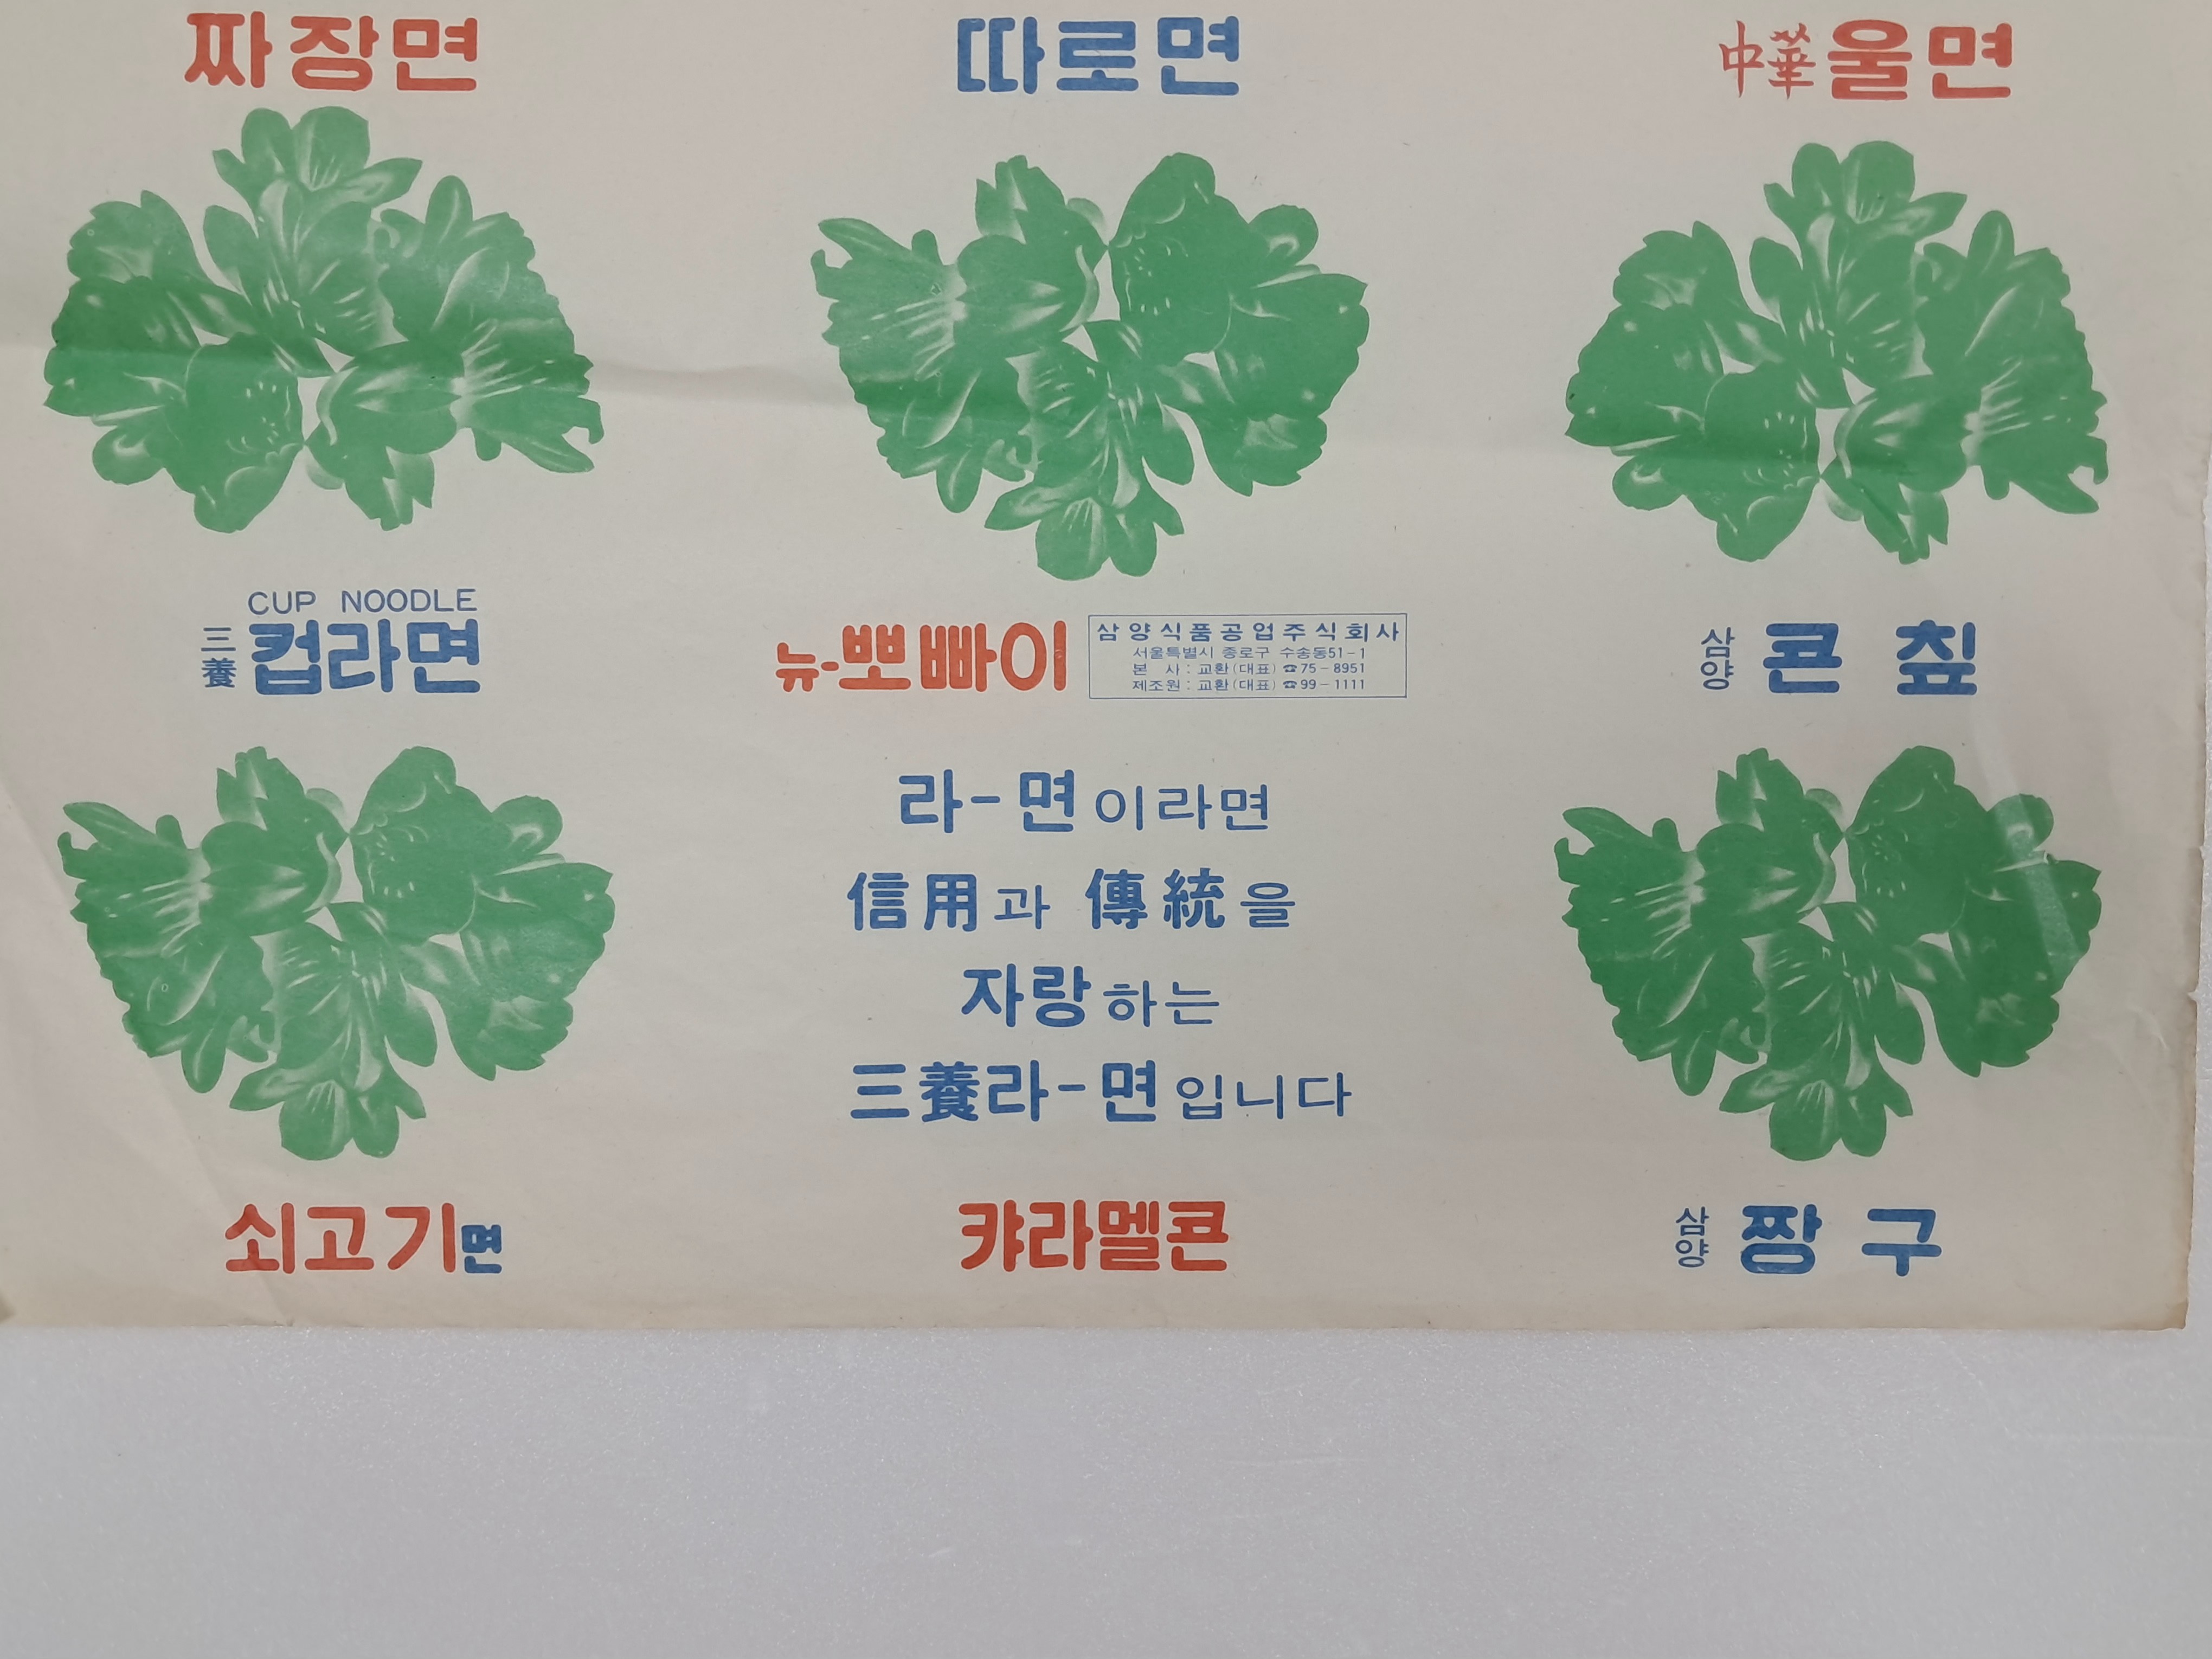 짜장면
따로면
中華울면
CUP NOODLE
三養 컵라면
뉴-뽀빠이
삼양식품공업주식회사
서울특별시 종로구 수송동51-1
본 사 : 교환(대표) ☎75-8951
제조원 : 교환(대표) ☎99-1111
삼양 콘칲
라-면이라면
信用과 傳統을
자랑하는
三養라-면입니다
쇠고기면
캬라멜콘
삼양 짱구